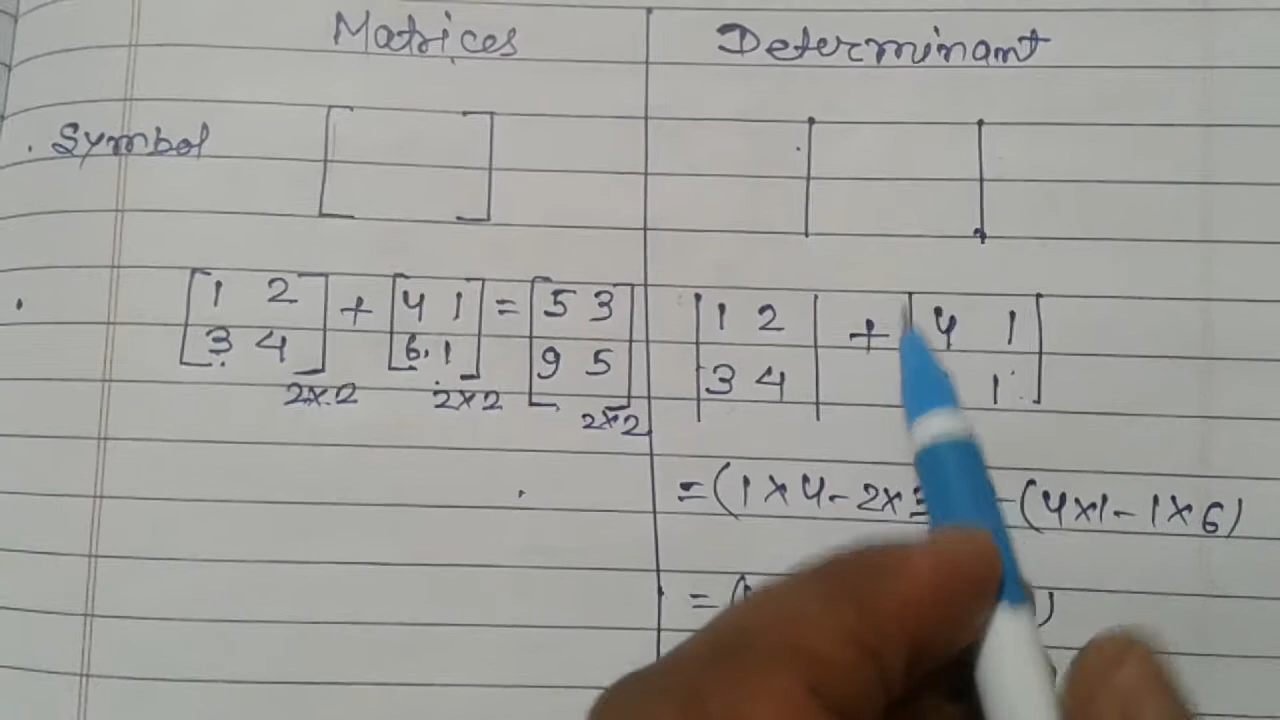 Matrices Determinant
. Symbol [ ] | |
. [1 2 + [4 1 = [5 3 |1 2| + |4 1|
3 4]2x2 6 1]2x2 9 5]2x2 |3 4| 1|
=(1x4-2x3 -(4x1-1x6)
=( )